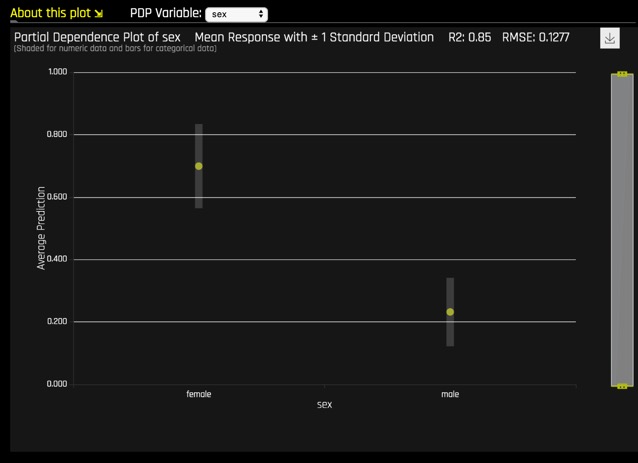 About this plot
PDP Variable: sex
Partial Dependence Plot of sex Mean Response with ± 1 Standard Deviation R2: 0.85 RMSE: 0.1277
(Shaded for numeric data and bars for categorical data)
1.000
0.800
0.600
0.400
0.200
0.000
Average Prediction
female male
sex